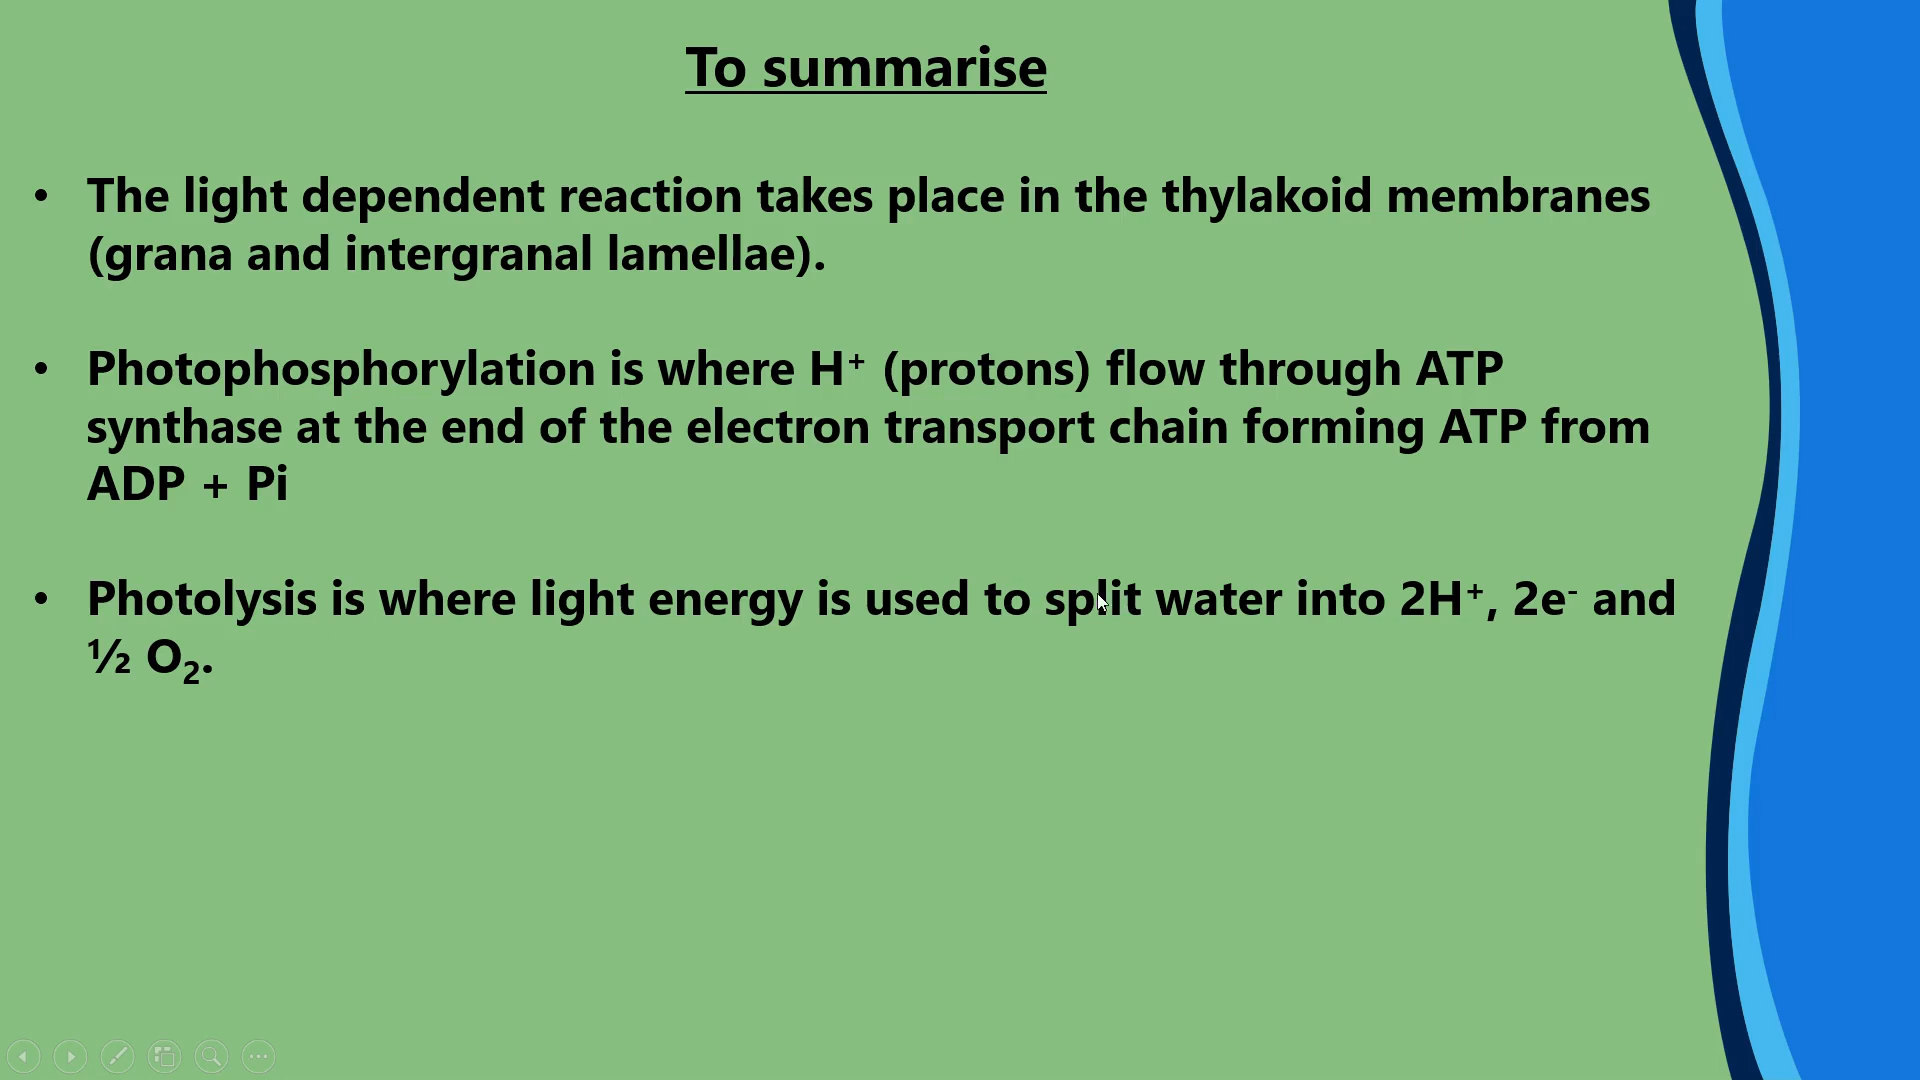 To summarise
• The light dependent reaction takes place in the thylakoid membranes
(grana and intergranal lamellae).
• Photophosphorylation is where H⁺ (protons) flow through ATP
synthase at the end of the electron transport chain forming ATP from
ADP + Pi
• Photolysis is where light energy is used to split water into 2H⁺, 2e⁻ and
½ O₂.